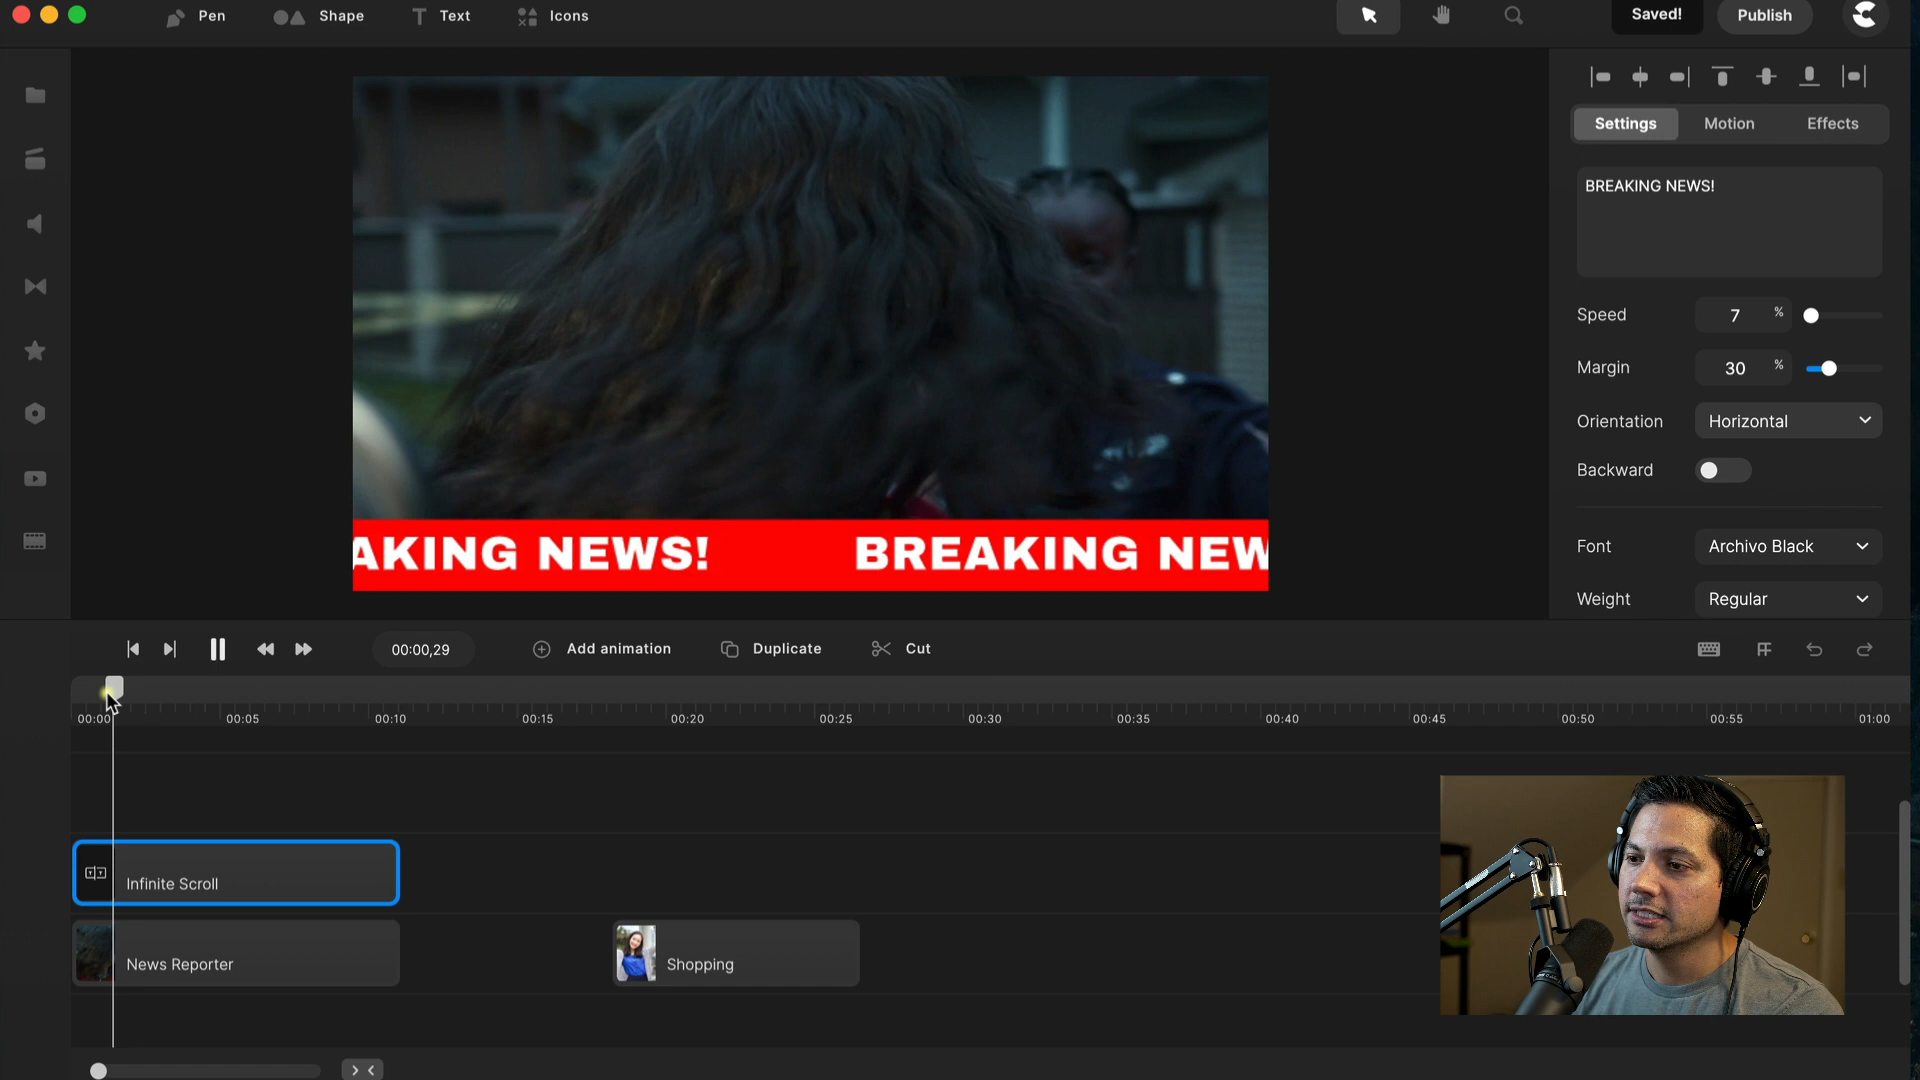 Pen
Shape
Text
Icons
Saved!
Publish
Settings
Motion
Effects
BREAKING NEWS!
Speed
7 %
Margin
30 %
Orientation
Horizontal
Backward
Font
Archivo Black
Weight
Regular
AKING NEWS!
BREAKING NEW
00:00,29
Add animation
Duplicate
Cut
00:00
00:05
00:10
00:15
00:20
00:25
00:30
00:35
00:40
00:45
00:50
00:55
01:00
Infinite Scroll
News Reporter
Shopping